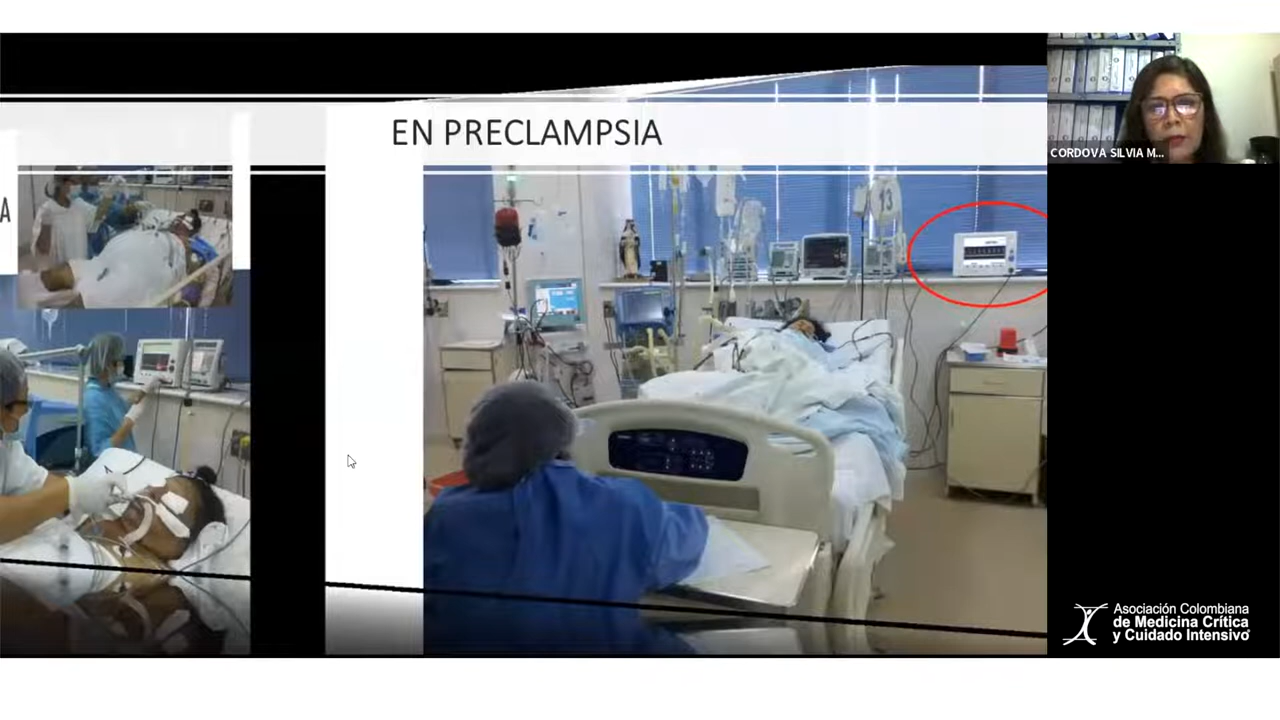 EN PRECLAMPSIA
A
13
CORDOVA SILVIA M...
Asociación Colombiana
de Medicina Crítica
y Cuidado Intensivo